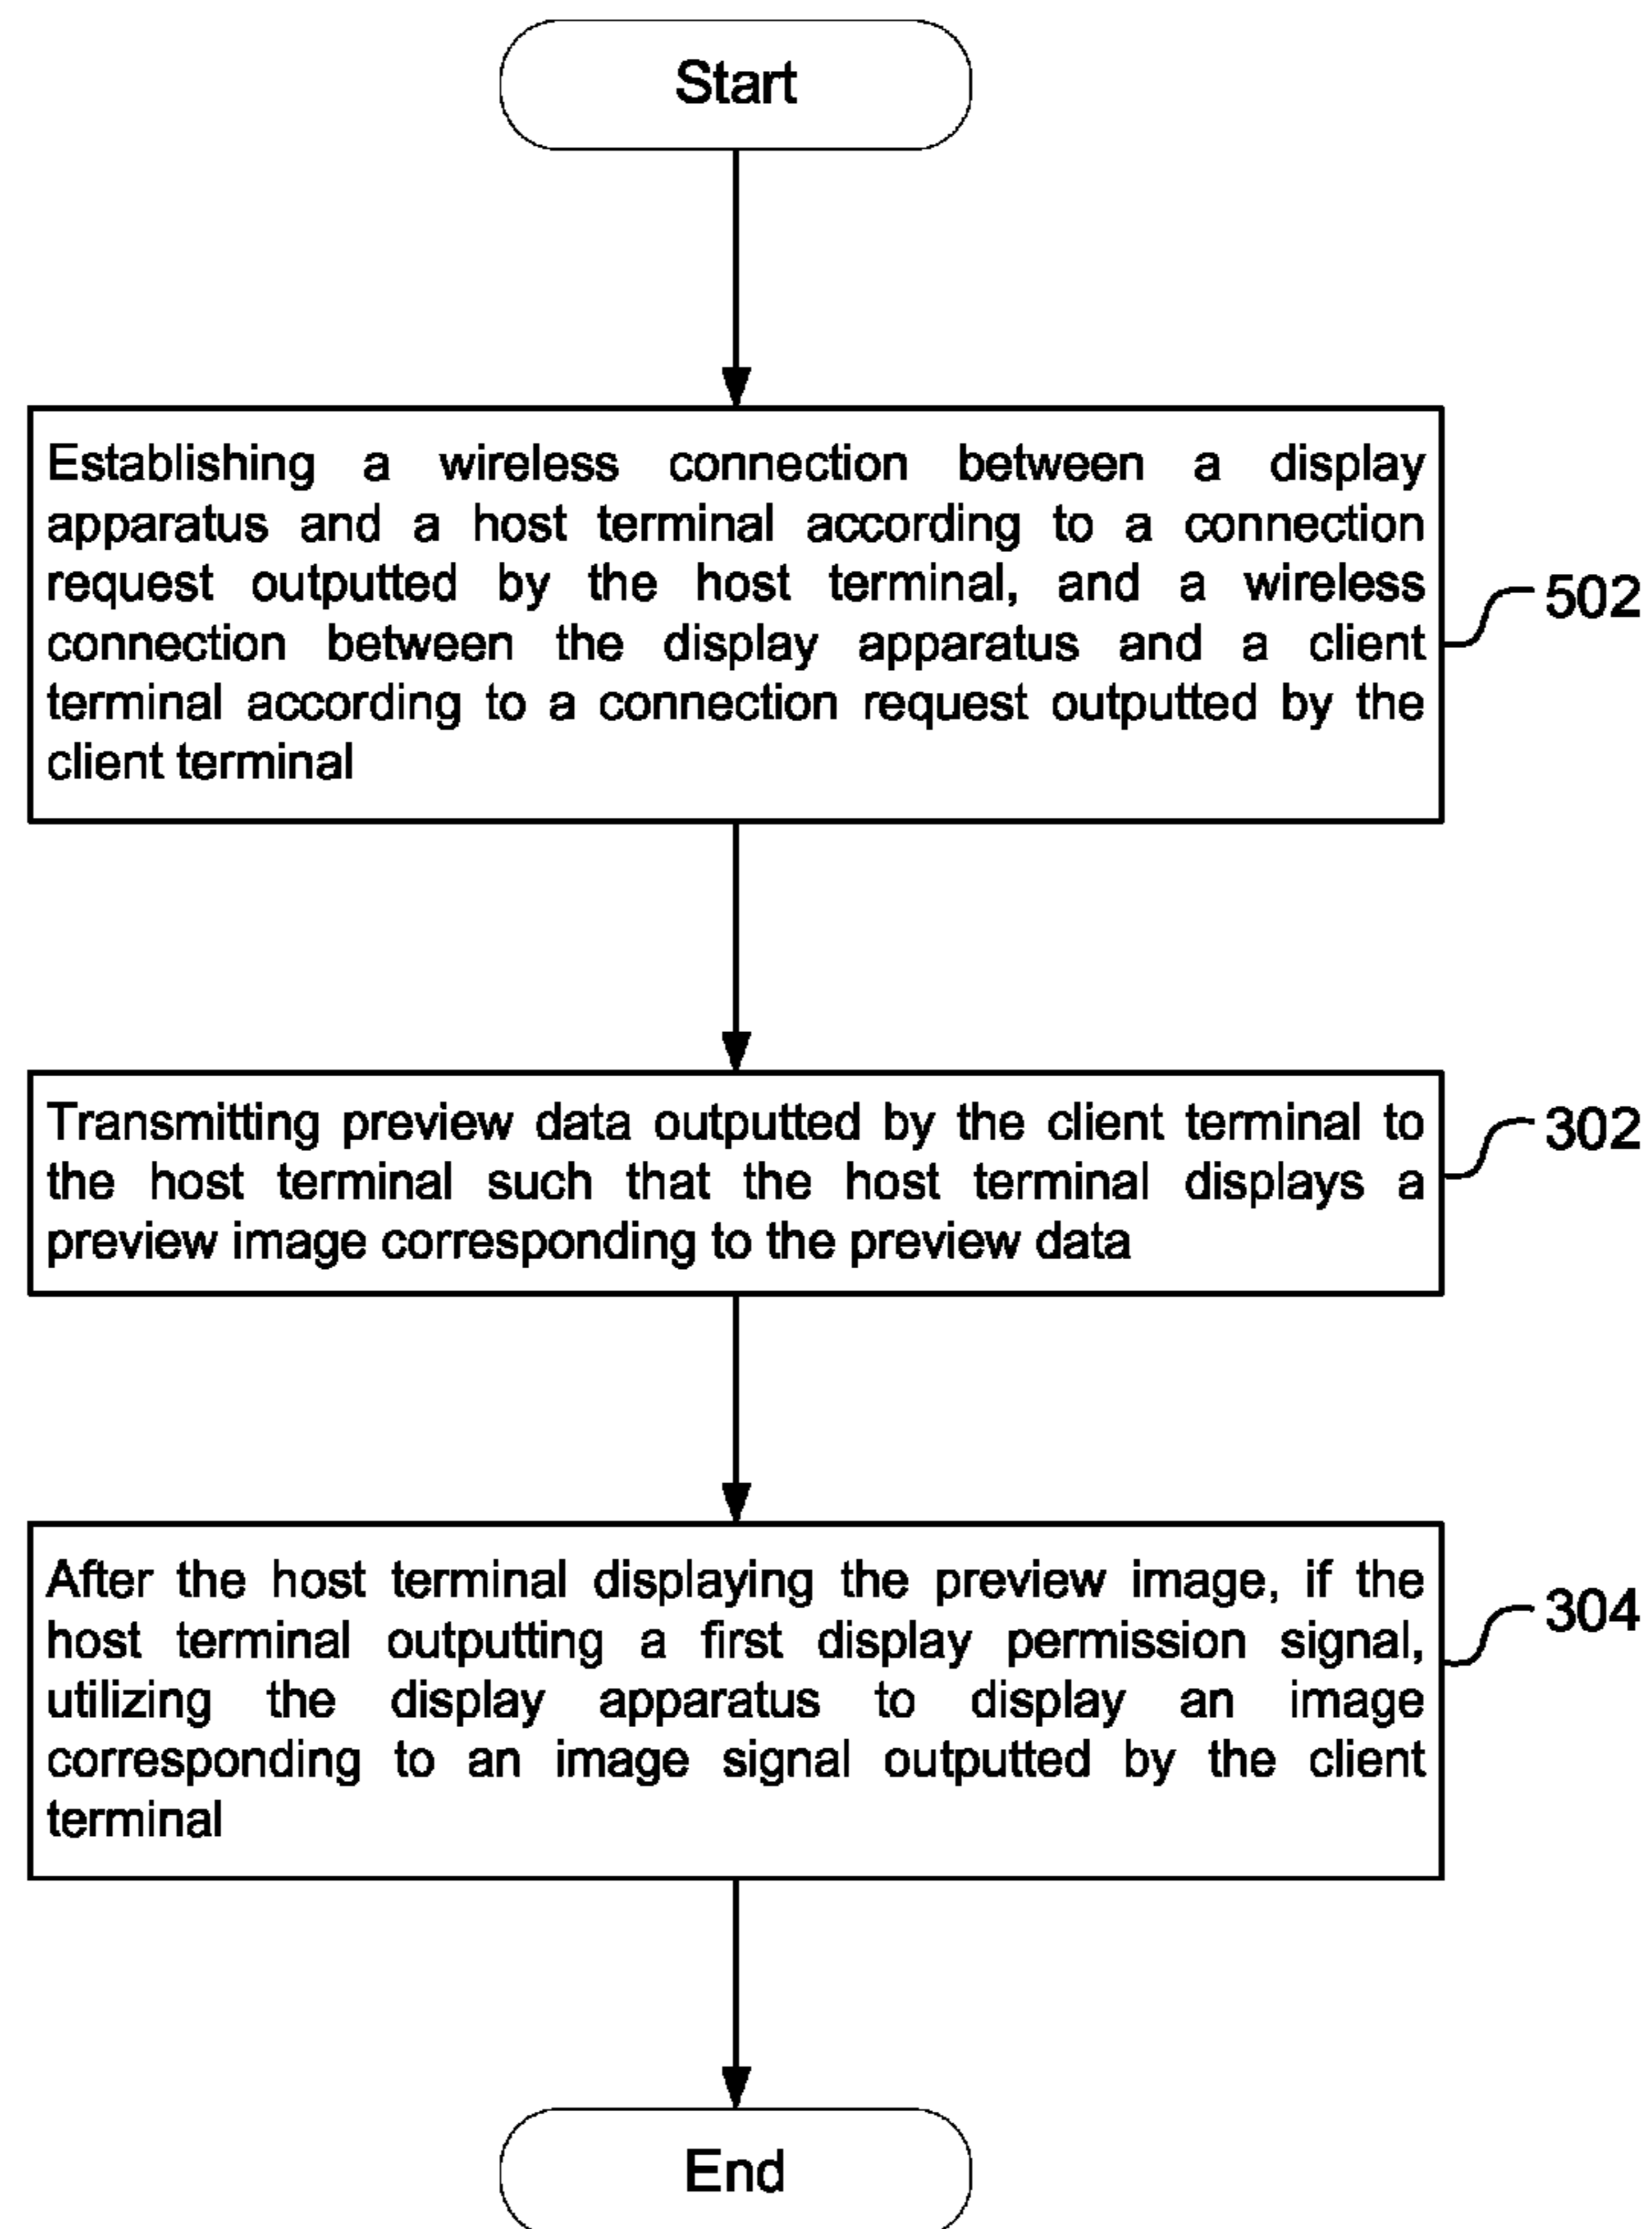 Start
Establishing a wireless connection between a display
apparatus and a host terminal according to a connection
request outputted by the host terminal, and a wireless
connection between the display apparatus and a client
terminal according to a connection request outputted by the
client terminal
502
Transmitting preview data outputted by the client terminal to
the host terminal such that the host terminal displays a
preview image corresponding to the preview data
302
After the host terminal displaying the preview image, if the
host terminal outputting a first display permission signal,
utilizing the display apparatus to display an image
corresponding to an image signal outputted by the client
terminal
304
End